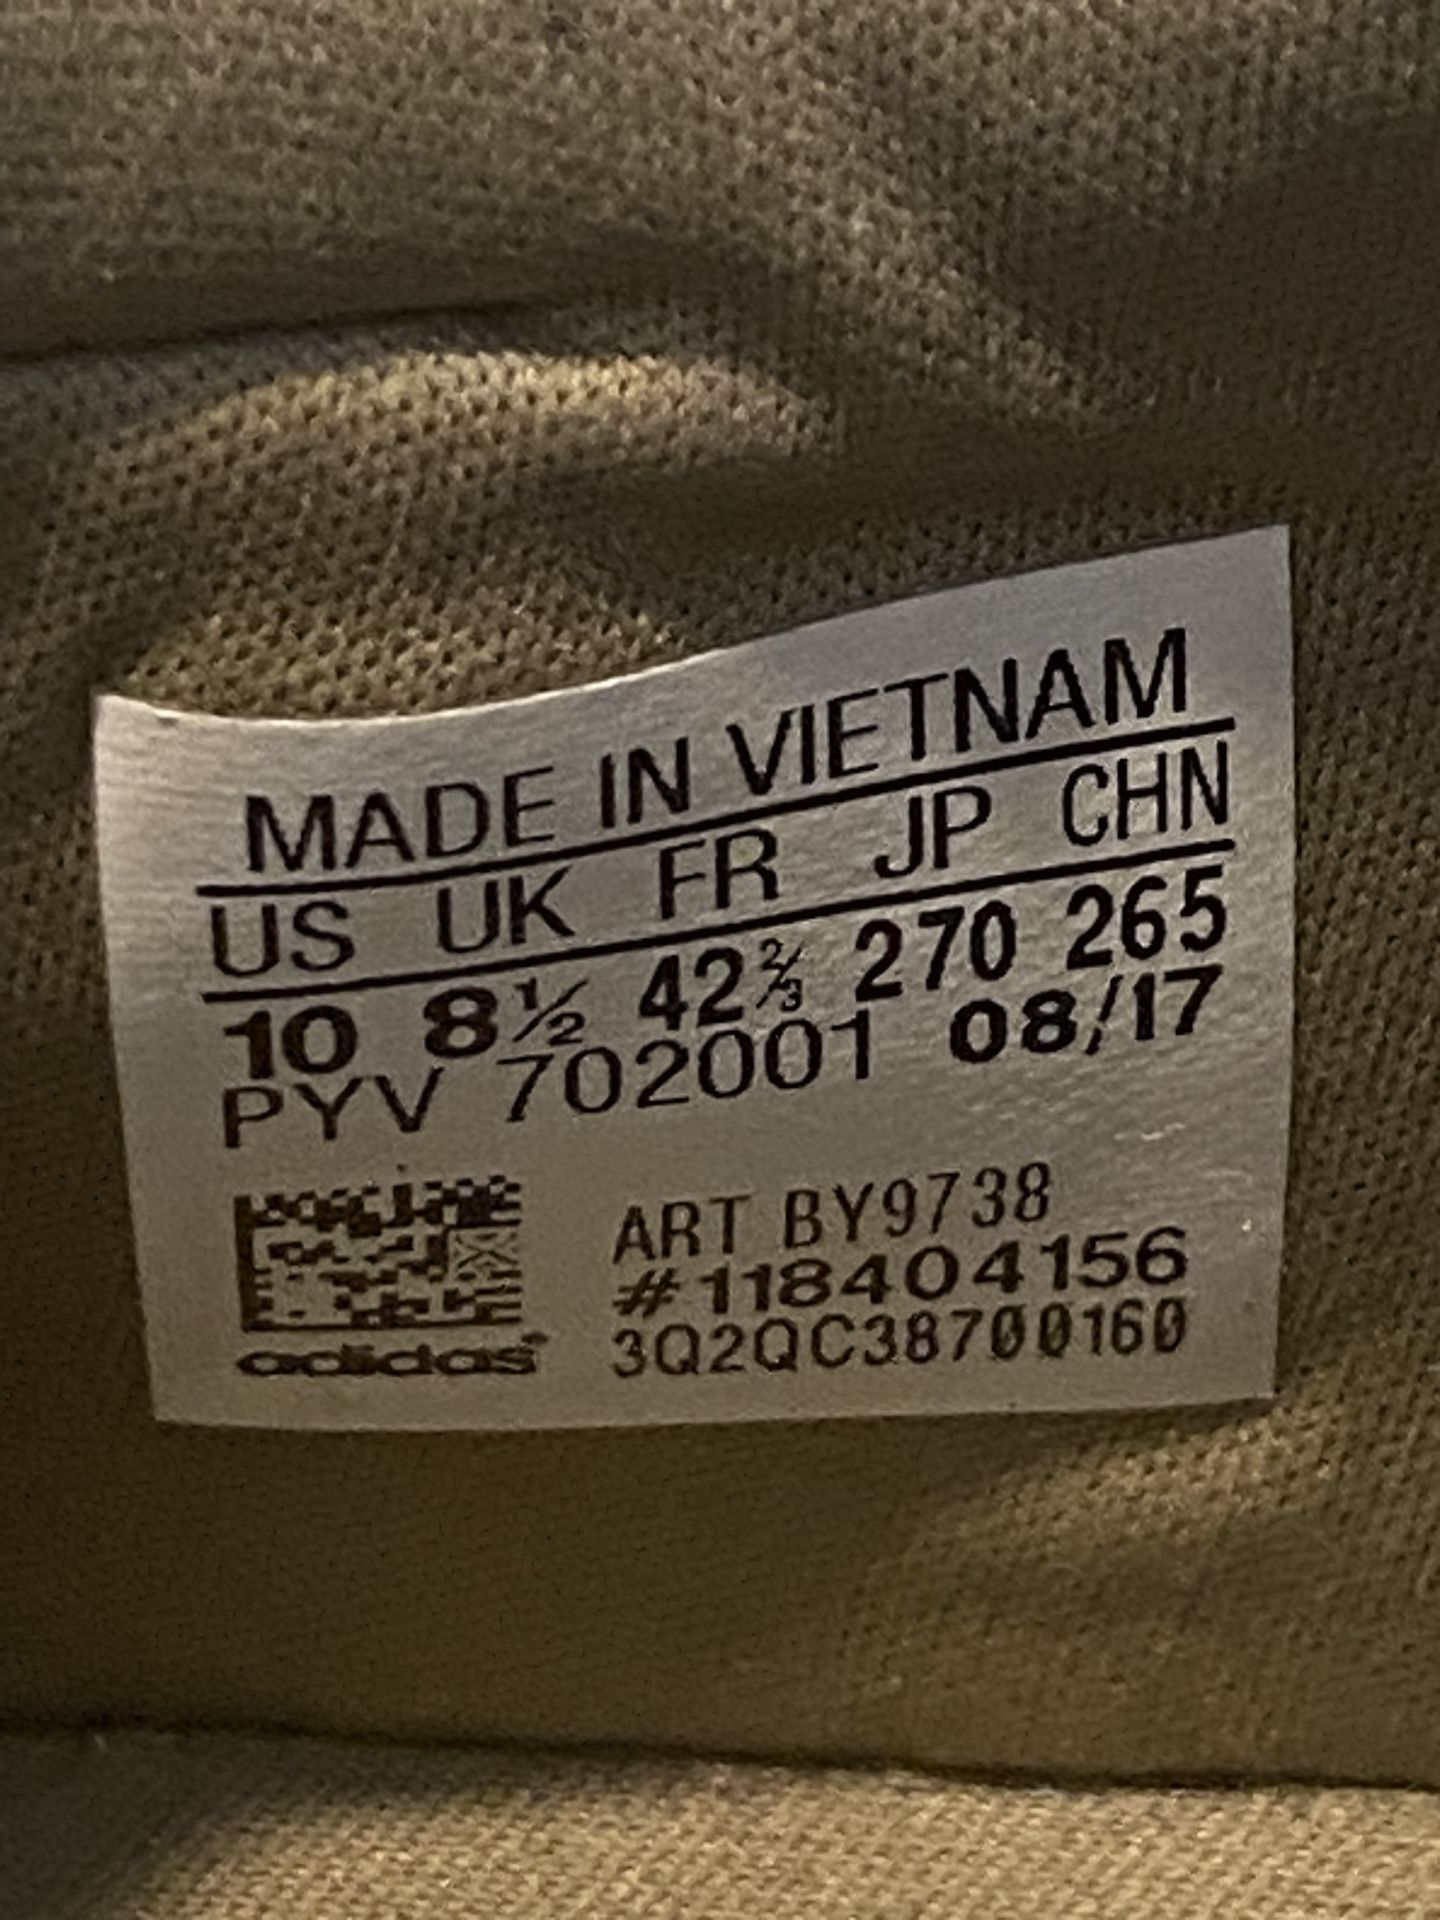 MADE IN VIETNAM
US UK FR JP CHN
10 8½ 42⅔ 270 265
PYV 702001 08/17
ART BY9738
#118404156
adidas® 3Q2QC38700160